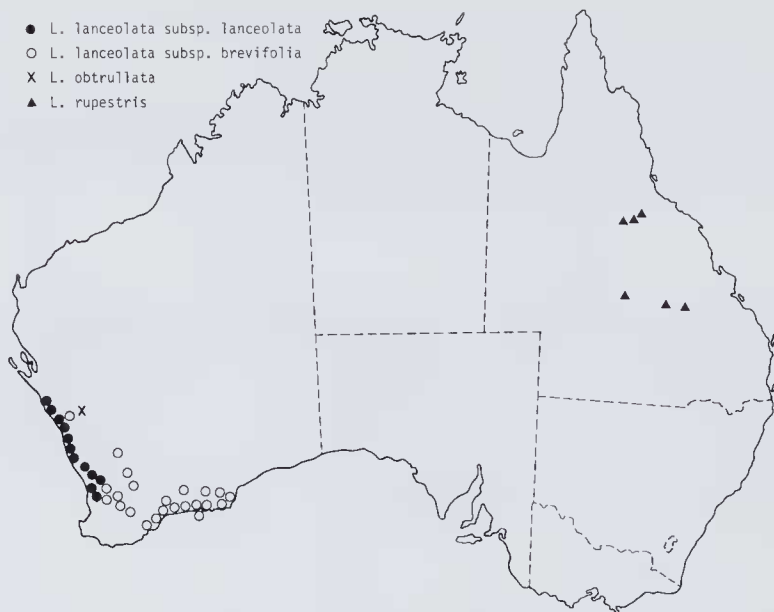 ● L. lanceolata subsp. lanceolata
○ L. lanceolata subsp. brevifolia
X L. obtrullata
▲ L. rupestris